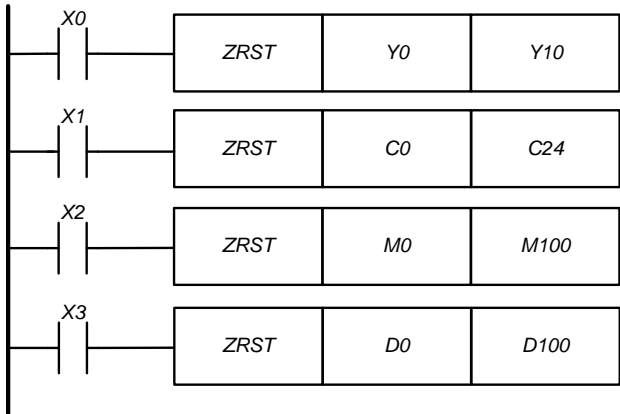 X0
ZRST Y0 Y10
X1
ZRST C0 C24
X2
ZRST M0 M100
X3
ZRST D0 D100